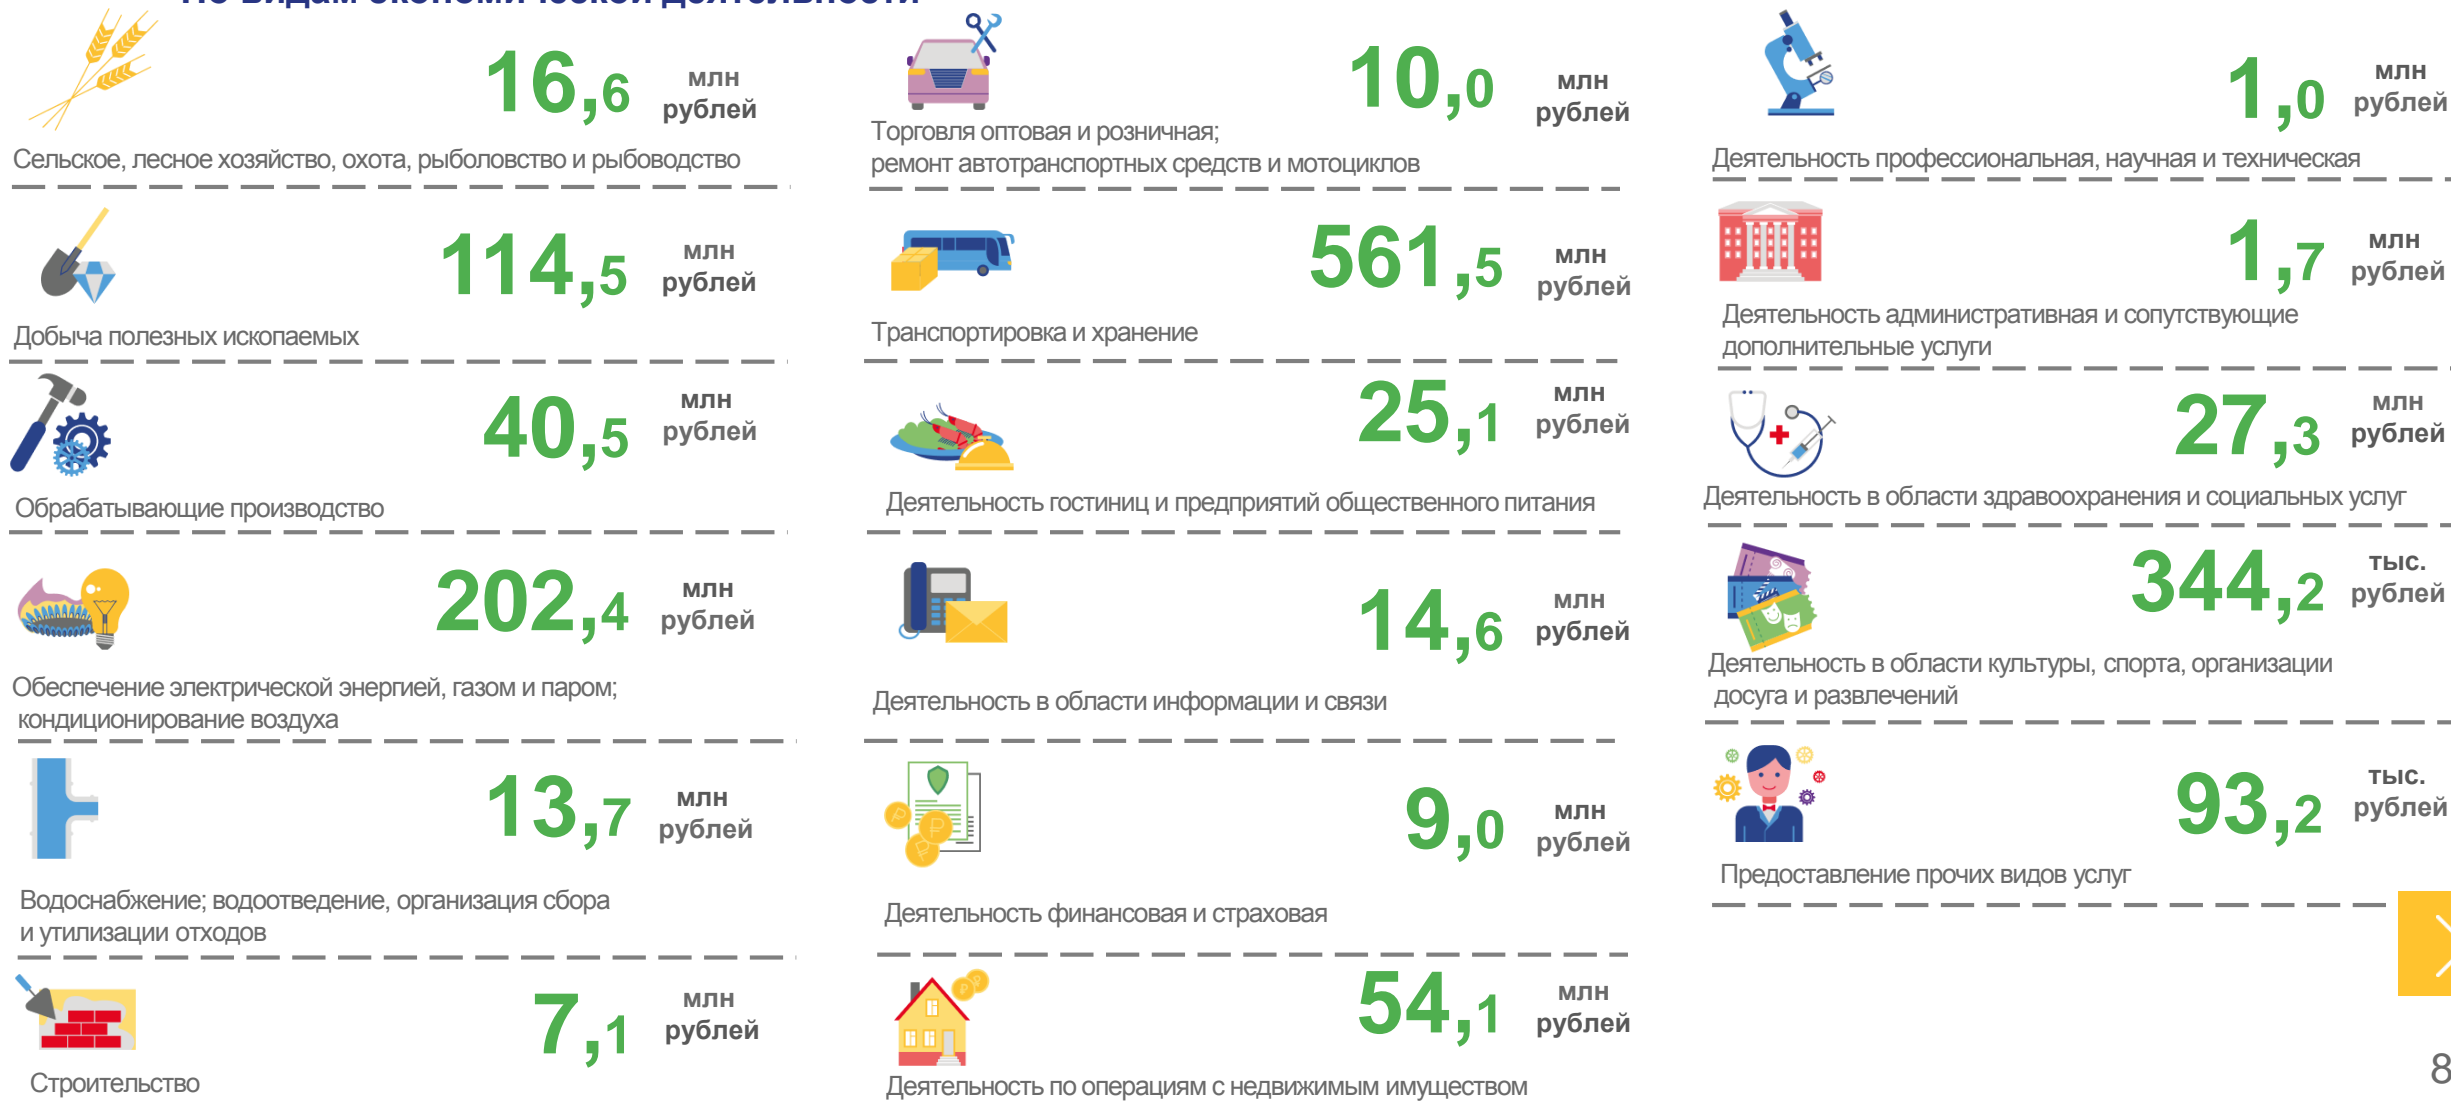 По видам экономической деятельности
16,6 млн рублей
Сельское, лесное хозяйство, охота, рыболовство и рыбоводство
114,5 млн рублей
Добыча полезных ископаемых
40,5 млн рублей
Обрабатывающие производство
202,4 млн рублей
Обеспечение электрической энергией, газом и паром;
кондиционирование воздуха
13,7 млн рублей
Водоснабжение; водоотведение, организация сбора
и утилизации отходов
7,1 млн рублей
Строительство
10,0 млн рублей
Торговля оптовая и розничная;
ремонт автотранспортных средств и мотоциклов
561,5 млн рублей
Транспортировка и хранение
25,1 млн рублей
Деятельность гостиниц и предприятий общественного питания
14,6 млн рублей
Деятельность в области информации и связи
9,0 млн рублей
Деятельность финансовая и страховая
54,1 млн рублей
Деятельность по операциям с недвижимым имуществом
1,0 млн рублей
Деятельность профессиональная, научная и техническая
1,7 млн рублей
Деятельность административная и сопутствующие
дополнительные услуги
27,3 млн рублей
Деятельность в области здравоохранения и социальных услуг
344,2 тыс. рублей
Деятельность в области культуры, спорта, организации
досуга и развлечений
93,2 тыс. рублей
Предоставление прочих видов услуг
8